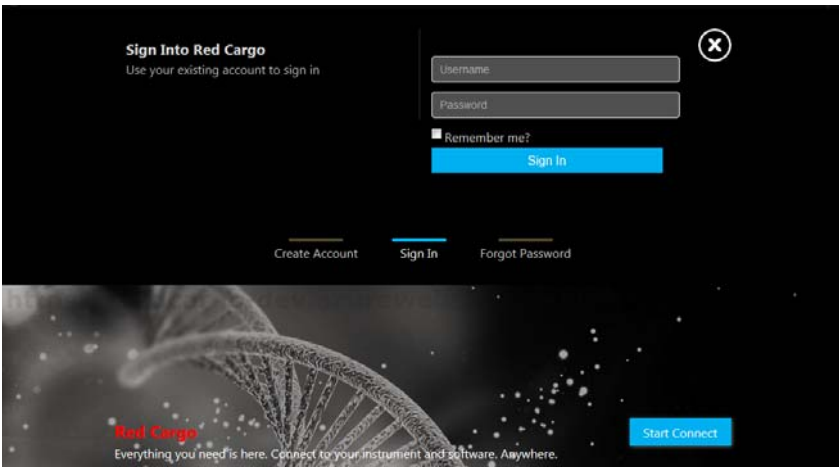 Sign Into Red Cargo
Use your existing account to sign in
Username
Password
Remember me?
Sign In
Create Account
Sign In
Forgot Password
Red Cargo
Everything you need is here. Connect to your instrument and software. Anywhere.
Start Connect